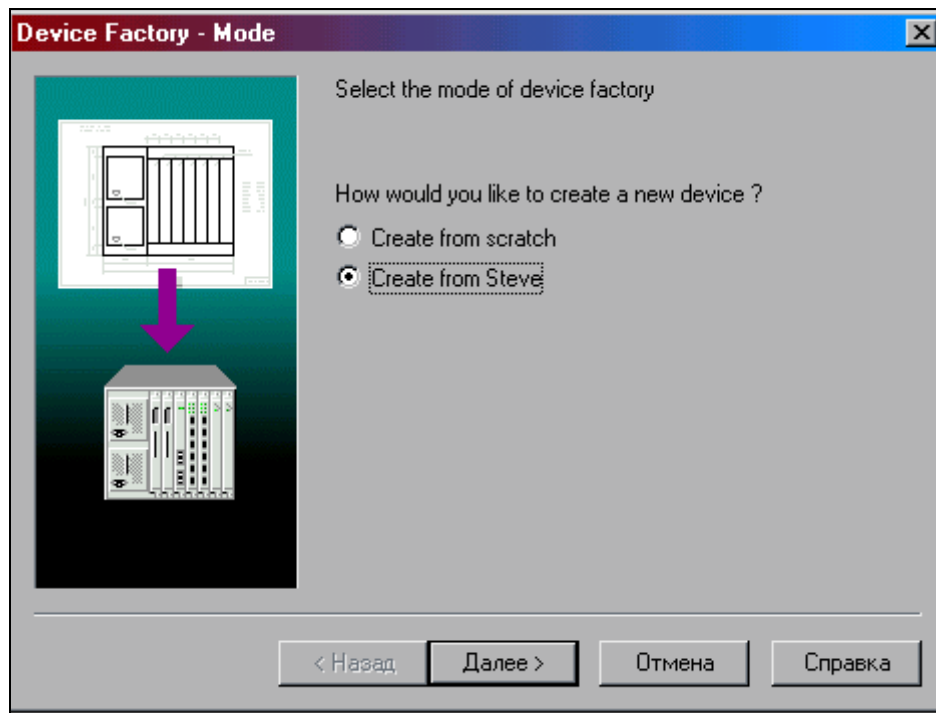 Device Factory - Mode
Select the mode of device factory
How would you like to create a new device ?
Create from scratch
Create from Steve
< Назад
Далее >
Отмена
Справка